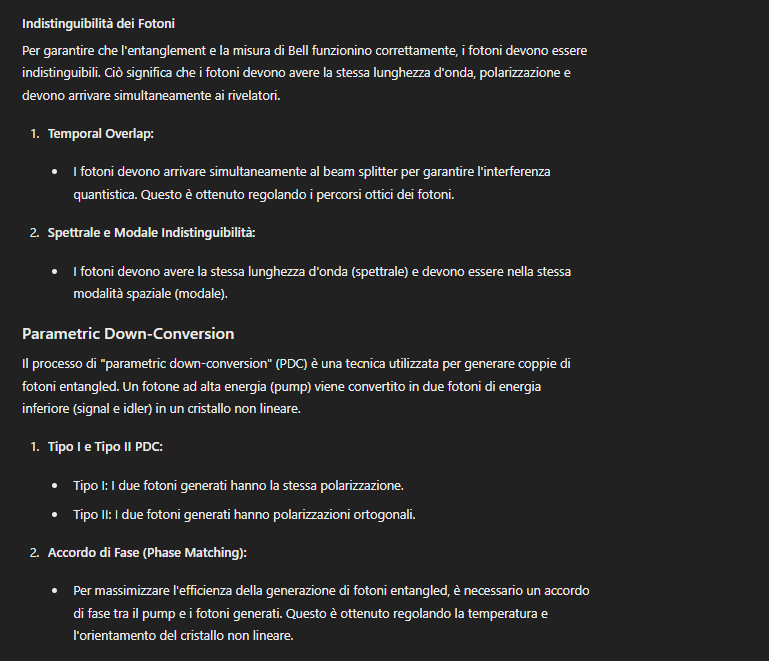 Indistinguibilità dei Fotoni
Per garantire che l'entanglement e la misura di Bell funzionino correttamente, i fotoni devono essere
indistinguibili. Ciò significa che i fotoni devono avere la stessa lunghezza d'onda, polarizzazione e
devono arrivare simultaneamente ai rivelatori.
1. Temporal Overlap:
• I fotoni devono arrivare simultaneamente al beam splitter per garantire l'interferenza
quantistica. Questo è ottenuto regolando i percorsi ottici dei fotoni.
2. Spettrale e Modale Indistinguibilità:
• I fotoni devono avere la stessa lunghezza d'onda (spettrale) e devono essere nella stessa
modalità spaziale (modale).
Parametric Down-Conversion
Il processo di "parametric down-conversion" (PDC) è una tecnica utilizzata per generare coppie di
fotoni entangled. Un fotone ad alta energia (pump) viene convertito in due fotoni di energia
inferiore (signal e idler) in un cristallo non lineare.
1. Tipo I e Tipo II PDC:
• Tipo I: I due fotoni generati hanno la stessa polarizzazione.
• Tipo II: I due fotoni generati hanno polarizzazioni ortogonali.
2. Accordo di Fase (Phase Matching):
• Per massimizzare l'efficienza della generazione di fotoni entangled, è necessario un accordo
di fase tra il pump e i fotoni generati. Questo è ottenuto regolando la temperatura e
l'orientamento del cristallo non lineare.